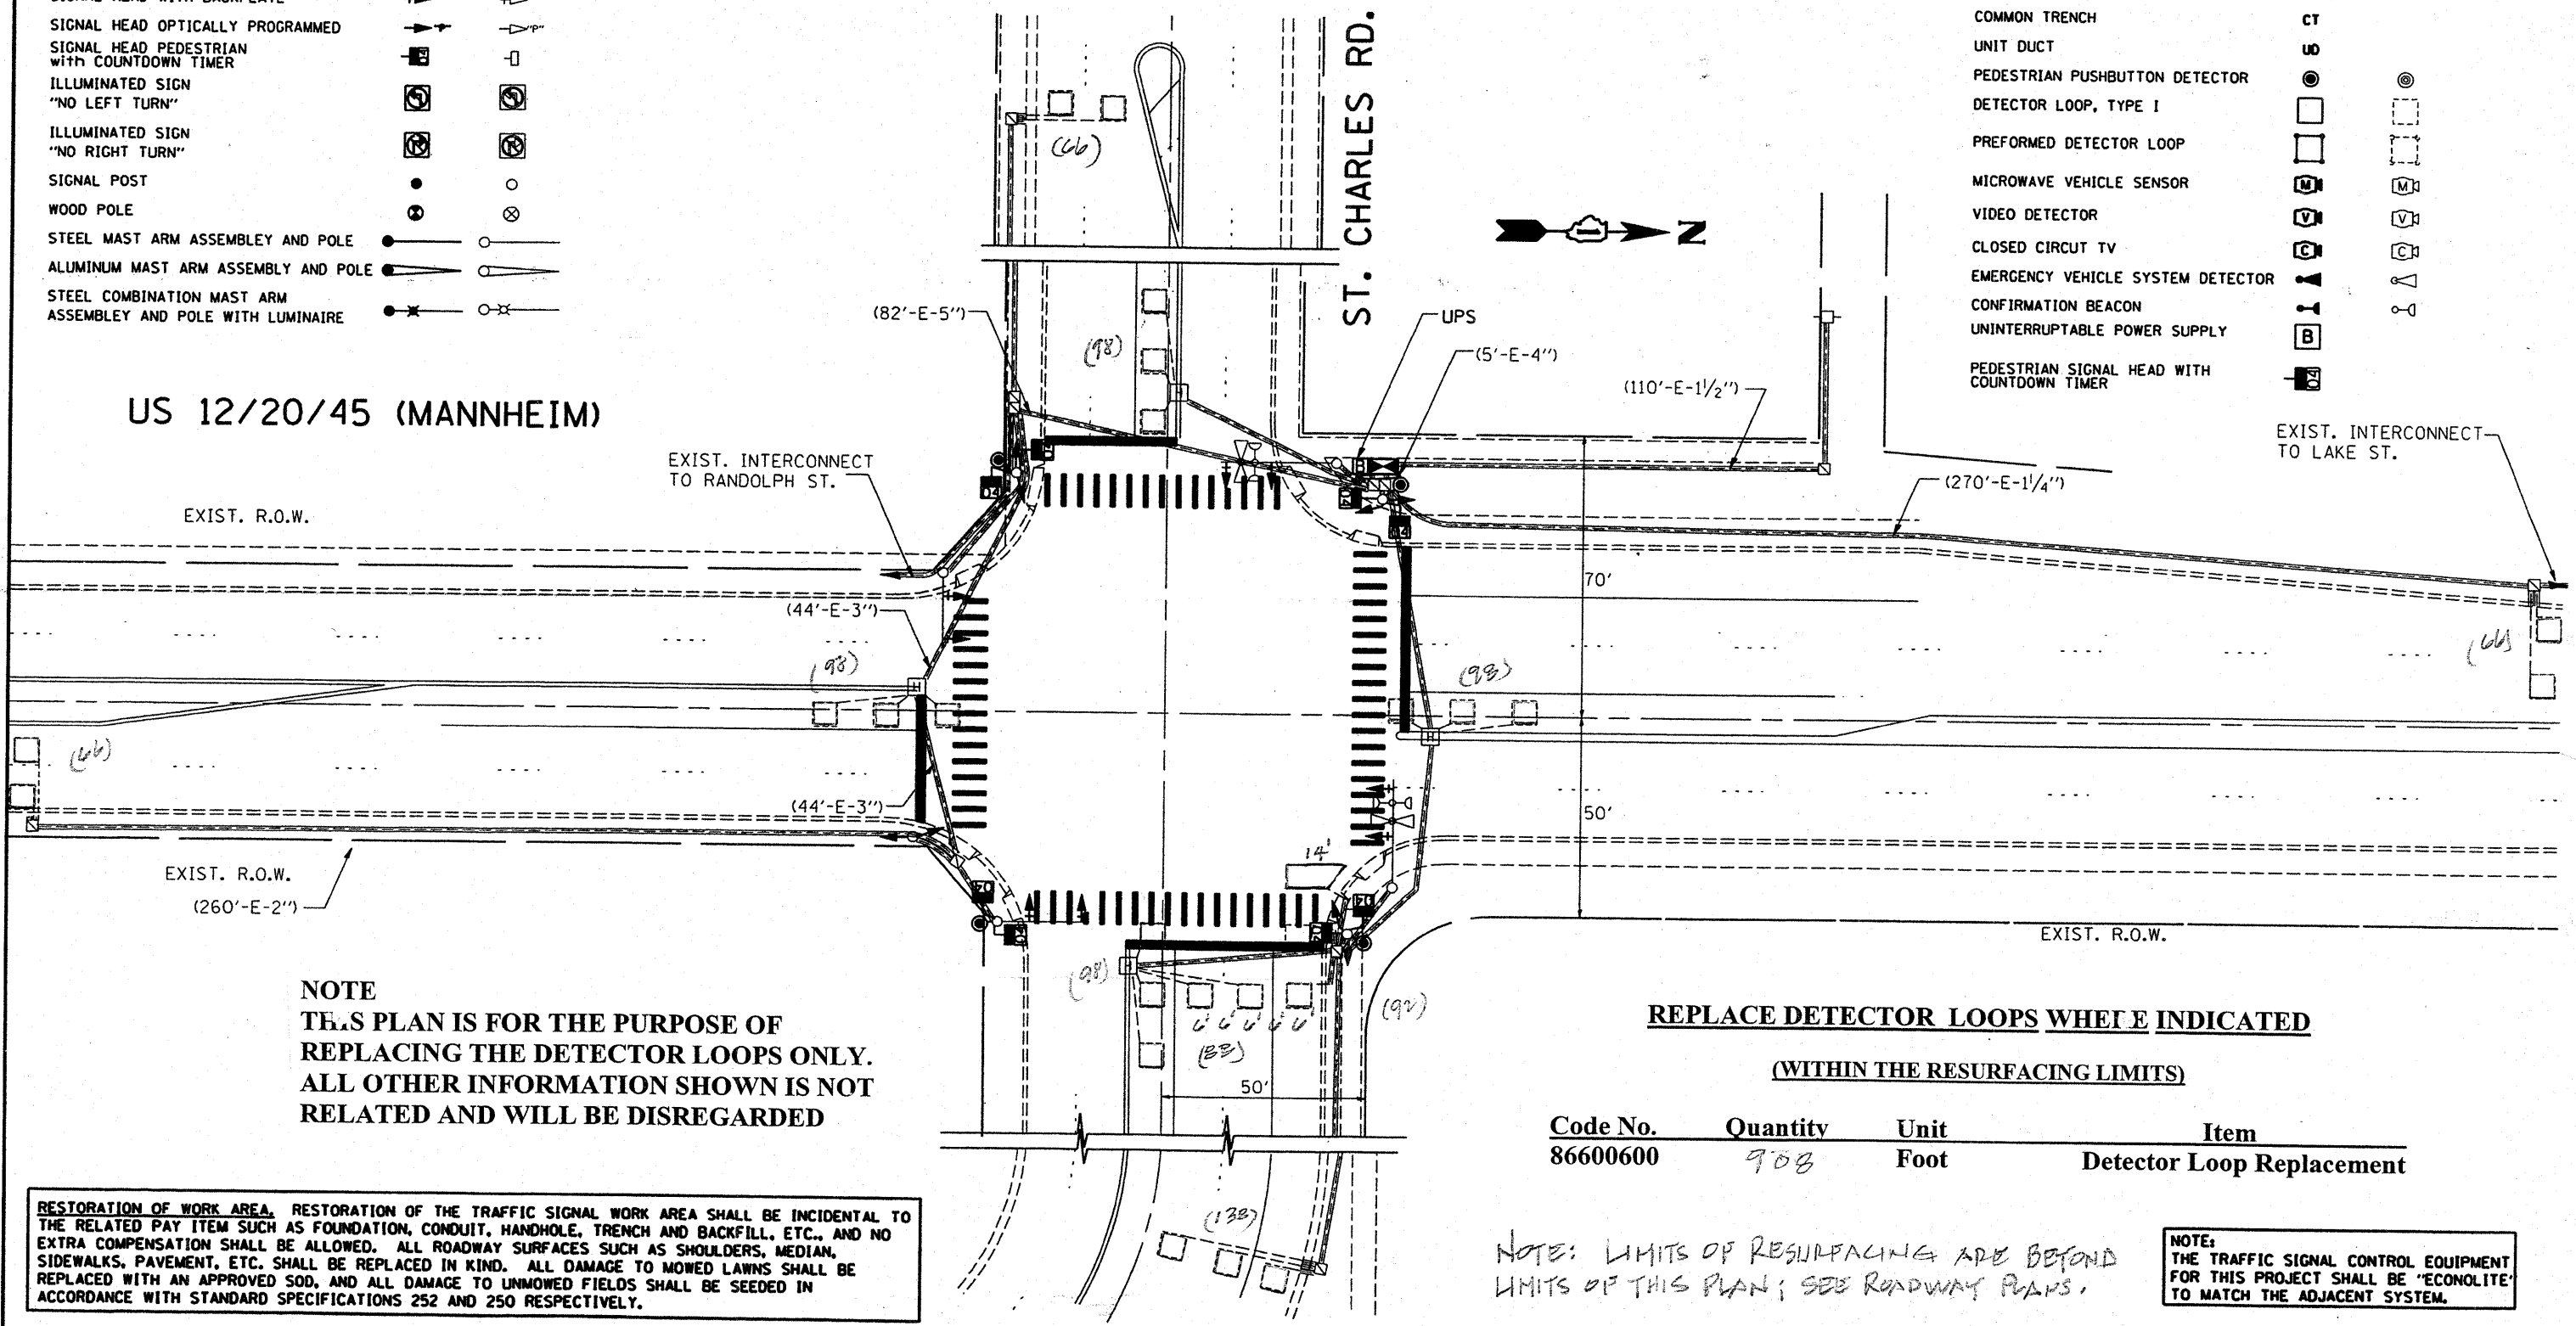 SIGNAL HEAD OPTICALLY PROGRAMMED "P"
SIGNAL HEAD PEDESTRIAN
with COUNTDOWN TIMER
ILLUMINATED SIGN
"NO LEFT TURN"
ILLUMINATED SIGN
"NO RIGHT TURN"
SIGNAL POST
WOOD POLE
STEEL MAST ARM ASSEMBLEY AND POLE
ALUMINUM MAST ARM ASSEMBLY AND POLE
STEEL COMBINATION MAST ARM
ASSEMBLEY AND POLE WITH LUMINAIRE
US 12/20/45 (MANNHEIM)
ST. CHARLES RD.
N
COMMON TRENCH CT
UNIT DUCT UD
PEDESTRIAN PUSHBUTTON DETECTOR
DETECTOR LOOP, TYPE I
PREFORMED DETECTOR LOOP
MICROWAVE VEHICLE SENSOR M M
VIDEO DETECTOR V V
CLOSED CIRCUT TV C C
EMERGENCY VEHICLE SYSTEM DETECTOR
CONFIRMATION BEACON
UNINTERRUPTABLE POWER SUPPLY B
PEDESTRIAN SIGNAL HEAD WITH
COUNTDOWN TIMER
(66)
(82'-E-5")
(98)
UPS
(5'-E-4")
(110'-E-1½")
EXIST. INTERCONNECT
TO LAKE ST.
EXIST. INTERCONNECT
TO RANDOLPH ST.
(270'-E-1¼")
EXIST. R.O.W.
B
70'
(44'-E-3")
(98)
H
(98)
(66)
(66)
H
(44'-E-3")
50'
14'
EXIST. R.O.W.
(260'-E-2")
EXIST. R.O.W.
(98)
H
(92)
6' 6' 6' 6' 6'
(33)
50'
(133)
NOTE
THIS PLAN IS FOR THE PURPOSE OF
REPLACING THE DETECTOR LOOPS ONLY.
ALL OTHER INFORMATION SHOWN IS NOT
RELATED AND WILL BE DISREGARDED
REPLACE DETECTOR LOOPS WHERE INDICATED
(WITHIN THE RESURFACING LIMITS)
Code No. Quantity Unit Item
86600600 908 Foot Detector Loop Replacement
RESTORATION OF WORK AREA. RESTORATION OF THE TRAFFIC SIGNAL WORK AREA SHALL BE INCIDENTAL TO
THE RELATED PAY ITEM SUCH AS FOUNDATION, CONDUIT, HANDHOLE, TRENCH AND BACKFILL, ETC., AND NO
EXTRA COMPENSATION SHALL BE ALLOWED. ALL ROADWAY SURFACES SUCH AS SHOULDERS, MEDIAN,
SIDEWALKS, PAVEMENT, ETC. SHALL BE REPLACED IN KIND. ALL DAMAGE TO MOWED LAWNS SHALL BE
REPLACED WITH AN APPROVED SOD, AND ALL DAMAGE TO UNMOWED FIELDS SHALL BE SEEDED IN
ACCORDANCE WITH STANDARD SPECIFICATIONS 252 AND 250 RESPECTIVELY.
NOTE: LIMITS OF RESURFACING ARE BEYOND
LIMITS OF THIS PLAN; SEE ROADWAY PLANS.
NOTE:
THE TRAFFIC SIGNAL CONTROL EQUIPMENT
FOR THIS PROJECT SHALL BE "ECONOLITE"
TO MATCH THE ADJACENT SYSTEM.